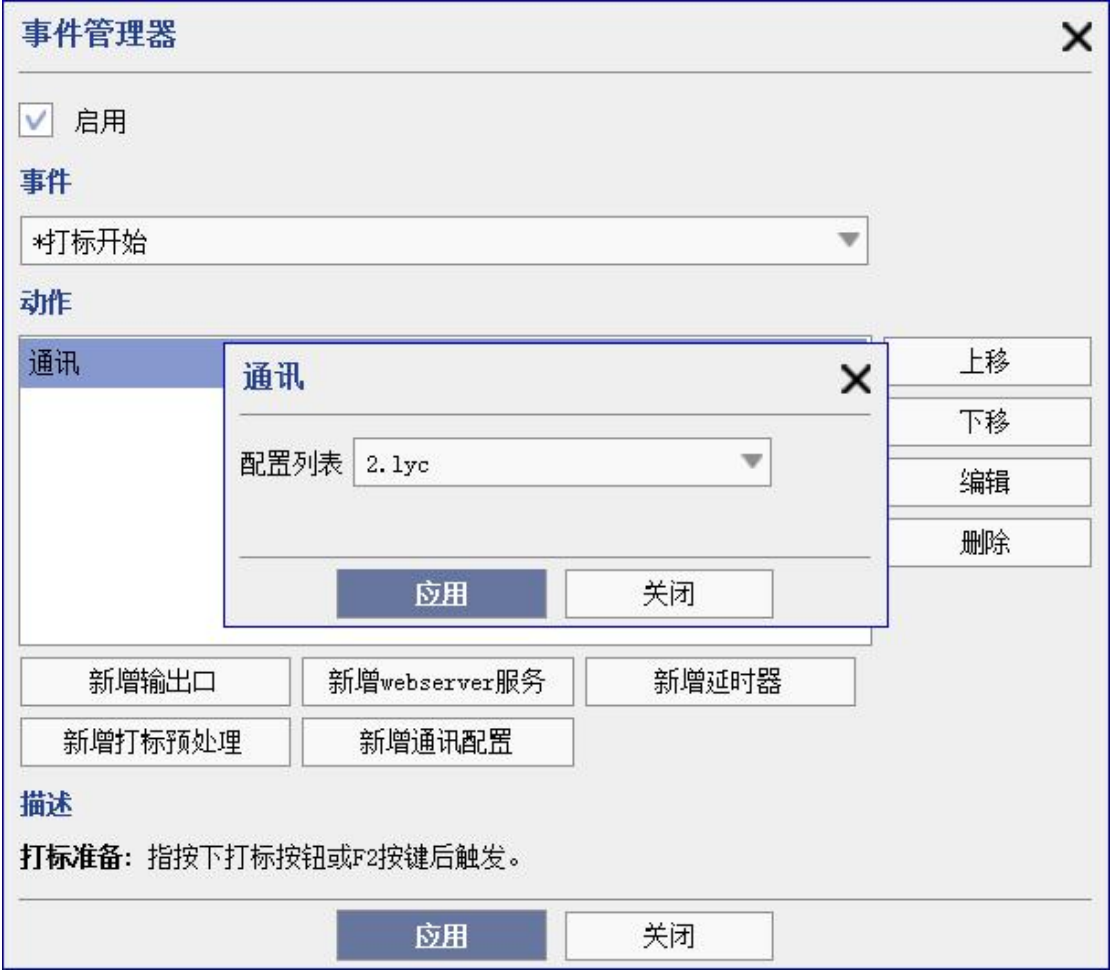 事件管理器
启用
事件
*打标开始
动作
通讯
通讯
配置列表 2.lyc
应用 关闭
上移
下移
编辑
删除
新增输出口 新增webserver服务 新增延时器
新增打标预处理 新增通讯配置
描述
打标准备：指按下打标按钮或F2按键后触发。
应用 关闭